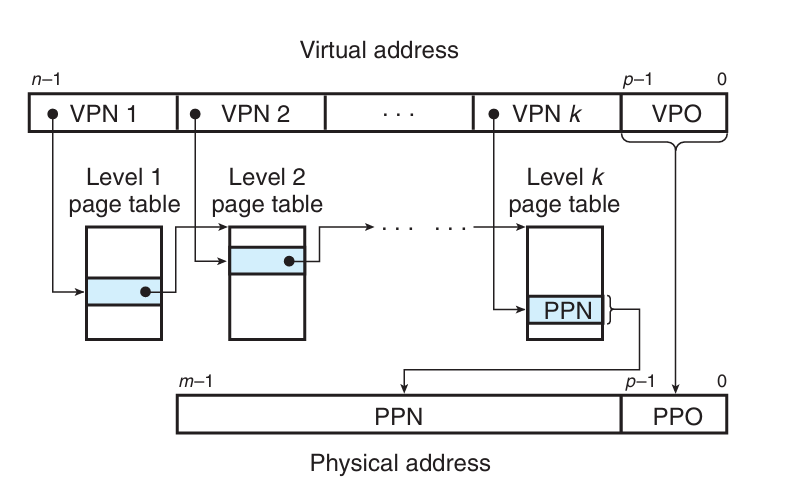 Virtual address
n–1 p–1 0
VPN 1 VPN 2 · · · VPN k VPO
Level 1 page table
Level 2 page table
Level k page table
· · · · · ·
PPN
m–1 p–1 0
PPN PPO
Physical address